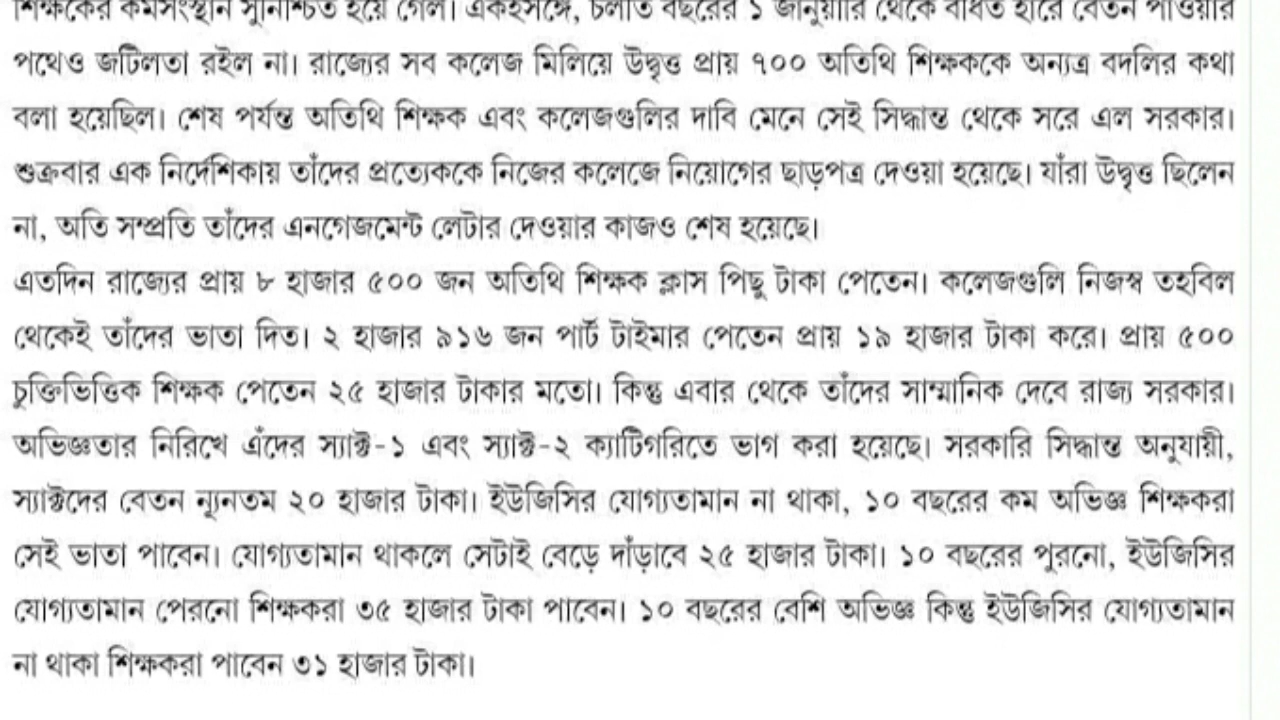 শিক্ষকের কর্মসংস্থান সুনিশ্চিত হয়ে গেল। একইসঙ্গে, চলতি বছরের ১ জানুয়ারি থেকে বর্ধিত হারে বেতন পাওয়ার
পথেও জটিলতা রইল না। রাজ্যের সব কলেজ মিলিয়ে উদ্বৃত্ত প্রায় ৭০০ অতিথি শিক্ষককে অন্যত্র বদলির কথা
বলা হয়েছিল। শেষ পর্যন্ত অতিথি শিক্ষক এবং কলেজগুলির দাবি মেনে সেই সিদ্ধান্ত থেকে সরে এল সরকার।
শুক্রবার এক নির্দেশিকায় তাঁদের প্রত্যেককে নিজের কলেজে নিয়োগের ছাড়পত্র দেওয়া হয়েছে। যাঁরা উদ্বৃত্ত ছিলেন
না, অতি সম্প্রতি তাঁদের এনগেজমেন্ট লেটার দেওয়ার কাজও শেষ হয়েছে।
এতদিন রাজ্যের প্রায় ৮ হাজার ৫০০ জন অতিথি শিক্ষক ক্লাস পিছু টাকা পেতেন। কলেজগুলি নিজস্ব তহবিল
থেকেই তাঁদের ভাতা দিত। ২ হাজার ৯১৬ জন পার্ট টাইমার পেতেন প্রায় ১৯ হাজার টাকা করে। প্রায় ৫০০
চুক্তিভিত্তিক শিক্ষক পেতেন ২৫ হাজার টাকার মতো। কিন্তু এবার থেকে তাঁদের সাম্মানিক দেবে রাজ্য সরকার।
অভিজ্ঞতার নিরিখে এঁদের স্যাক্ট-১ এবং স্যাক্ট-২ ক্যাটিগরিতে ভাগ করা হয়েছে। সরকারি সিদ্ধান্ত অনুযায়ী,
স্যাক্টদের বেতন ন্যূনতম ২০ হাজার টাকা। ইউজিসির যোগ্যতামান না থাকা, ১০ বছরের কম অভিজ্ঞ শিক্ষকরা
সেই ভাতা পাবেন। যোগ্যতামান থাকলে সেটাই বেড়ে দাঁড়াবে ২৫ হাজার টাকা। ১০ বছরের পুরনো, ইউজিসির
যোগ্যতামান পেরনো শিক্ষকরা ৩৫ হাজার টাকা পাবেন। ১০ বছরের বেশি অভিজ্ঞ কিন্তু ইউজিসির যোগ্যতামান
না থাকা শিক্ষকরা পাবেন ৩১ হাজার টাকা।